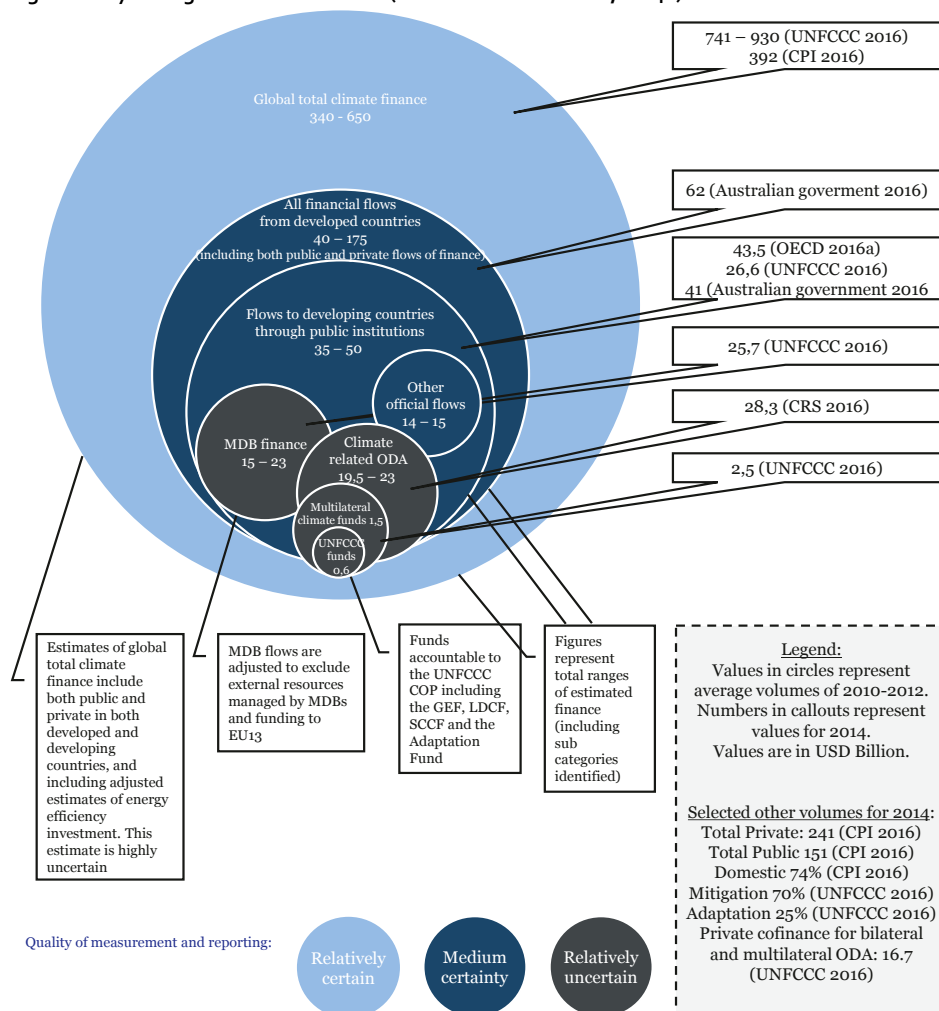 741 – 930 (UNFCCC 2016)
392 (CPI 2016)
Global total climate finance
340 - 650
62 (Australian goverment 2016)
All financial flows
from developed countries
40 – 175
(including both public and private flows of finance)
43,5 (OECD 2016a)
26,6 (UNFCCC 2016)
41 (Australian government 2016
Flows to developing countries
through public institutions
35 – 50
25,7 (UNFCCC 2016)
Other
official flows
14 – 15
28,3 (CRS 2016)
MDB finance
15 – 23
Climate
related ODA
19,5 – 23
2,5 (UNFCCC 2016)
Multilateral
climate funds 1,5
UNFCCC
funds
0,6
Estimates of global
total climate
finance include
both public and
private in both
developed and
developing
countries, and
including adjusted
estimates of energy
efficiency
investment. This
estimate is highly
uncertain
MDB flows are
adjusted to exclude
external resources
managed by MDBs
and funding to
EU13
Funds
accountable to
the UNFCCC
COP including
the GEF, LDCF,
SCCF and the
Adaptation
Fund
Figures
represent
total ranges
of estimated
finance
(including
sub
categories
identified)
Legend:
Values in circles represent
average volumes of 2010-2012.
Numbers in callouts represent
values for 2014.
Values are in USD Billion.
Selected other volumes for 2014:
Total Private: 241 (CPI 2016)
Total Public 151 (CPI 2016)
Domestic 74% (CPI 2016)
Mitigation 70% (UNFCCC 2016)
Adaptation 25% (UNFCCC 2016)
Private cofinance for bilateral
and multilateral ODA: 16.7
(UNFCCC 2016)
Quality of measurement and reporting:
Relatively
certain
Medium
certainty
Relatively
uncertain